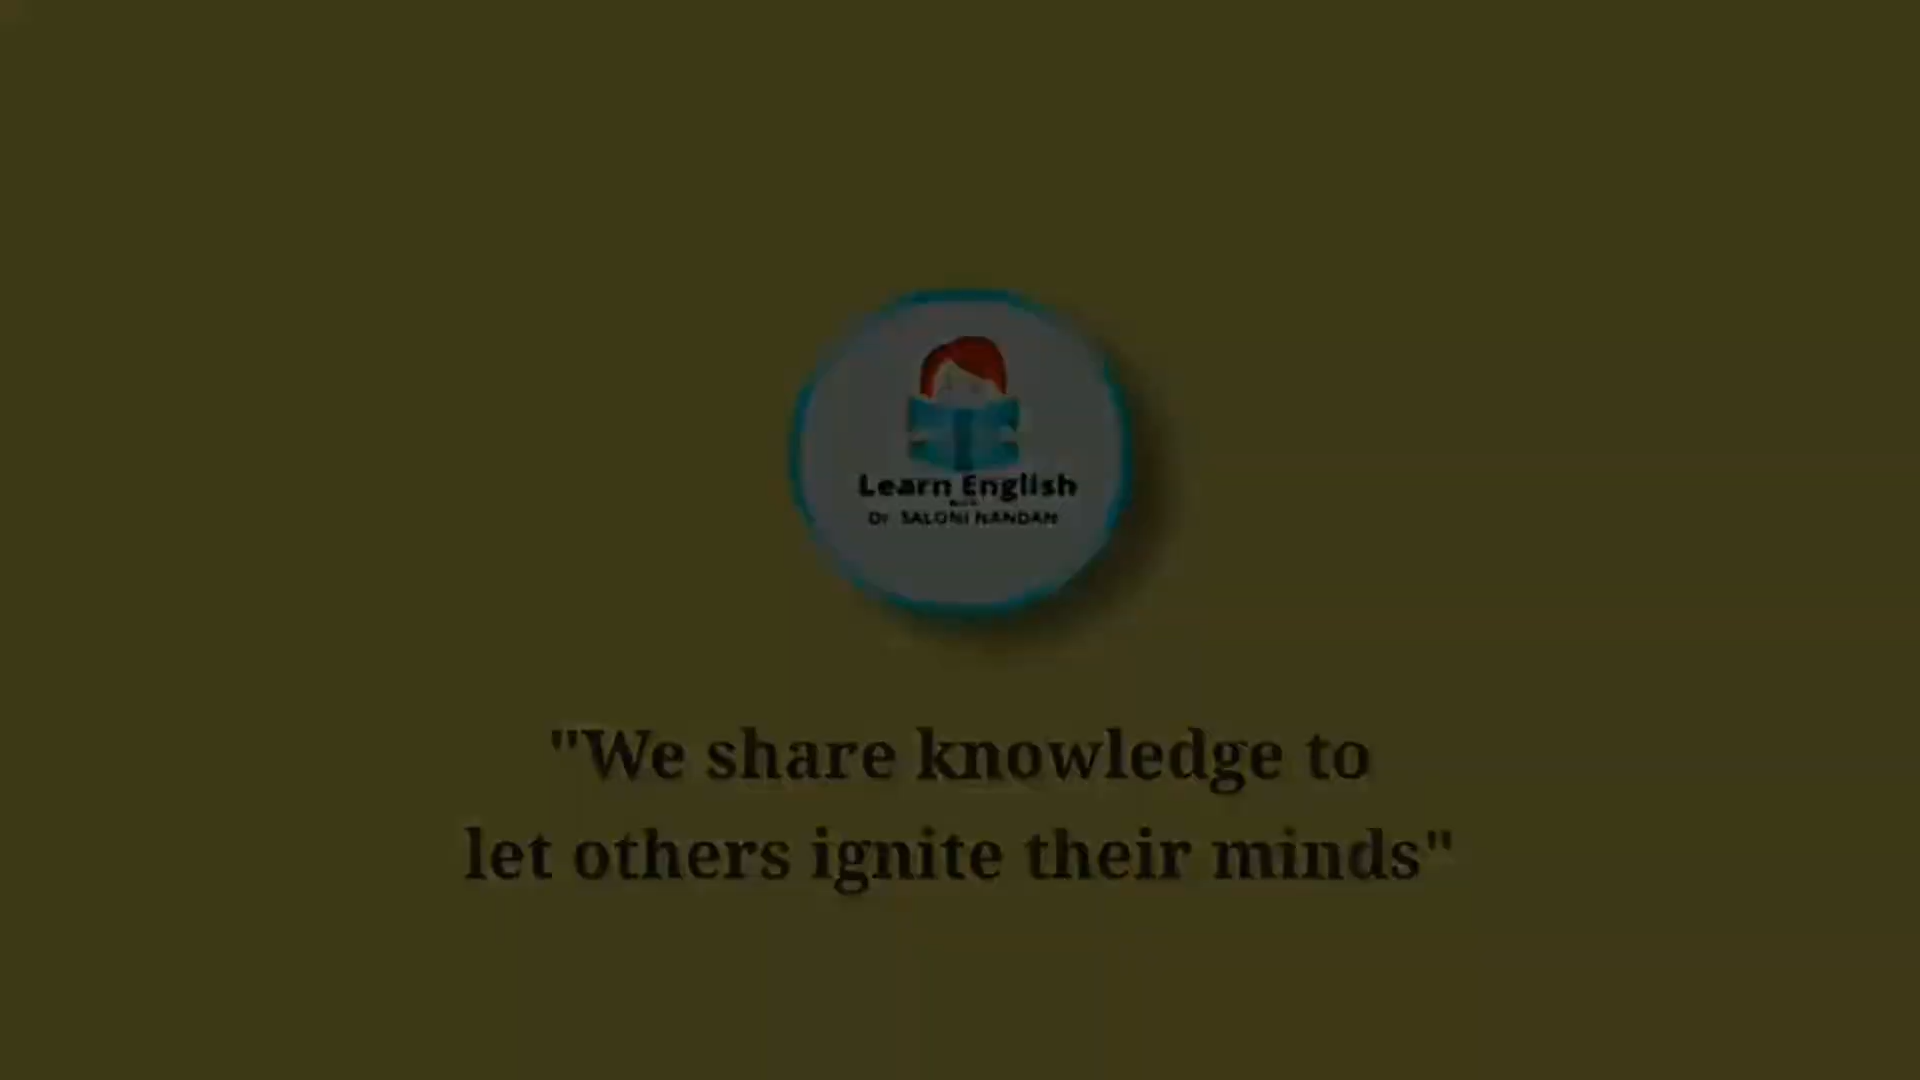 Learn English
Dr. SALONI NANDAN
"We share knowledge to
let others ignite their minds"